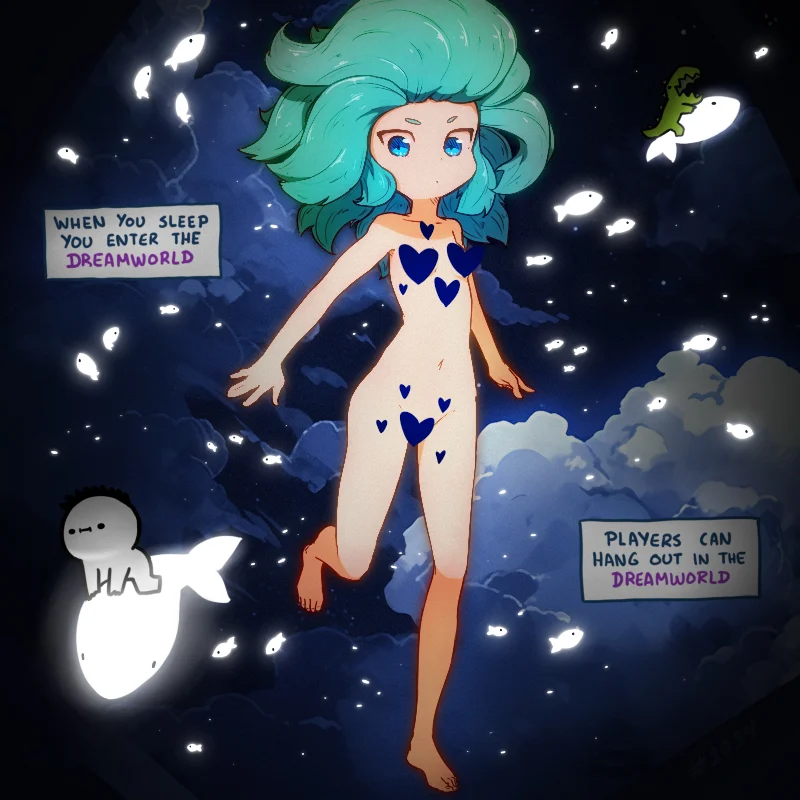 WHEN YOU SLEEP
YOU ENTER THE
DREAMWORLD
PLAYERS CAN
HANG OUT IN THE
DREAMWORLD